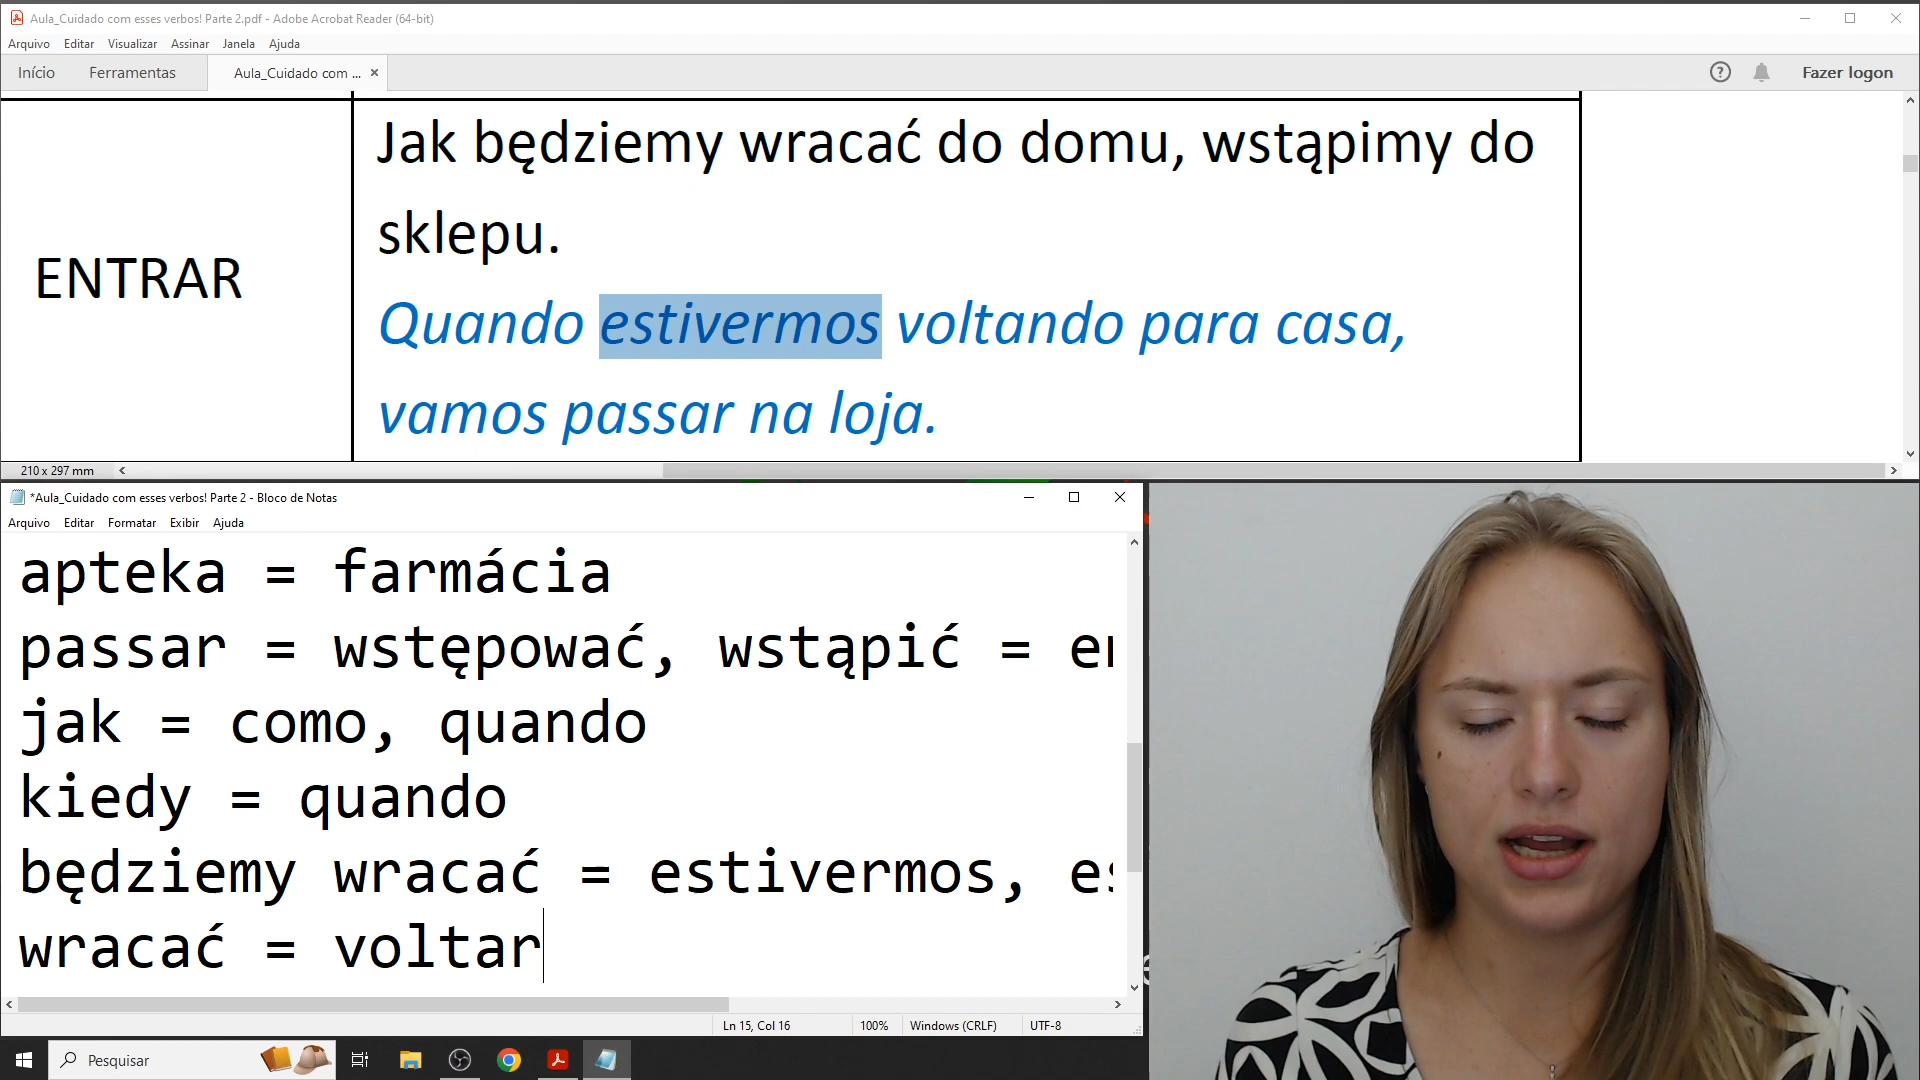 Aula_Cuidado com esses verbos! Parte 2.pdf - Adobe Acrobat Reader (64-bit)
Arquivo Editar Visualizar Assinar Janela Ajuda
Início Ferramentas Aula_Cuidado com ... × Fazer logon
ENTRAR
Jak będziemy wracać do domu, wstąpimy do
sklepu.
Quando estivermos voltando para casa,
vamos passar na loja.
210 x 297 mm
*Aula_Cuidado com esses verbos! Parte 2 - Bloco de Notas
Arquivo Editar Formatar Exibir Ajuda
apteka = farmácia
passar = wstępować, wstąpić =
jak = como, quando
kiedy = quando
będziemy wracać = estivermos,
wracać = voltar
Ln 15, Col 16 100% Windows (CRLF) UTF-8
Pesquisar